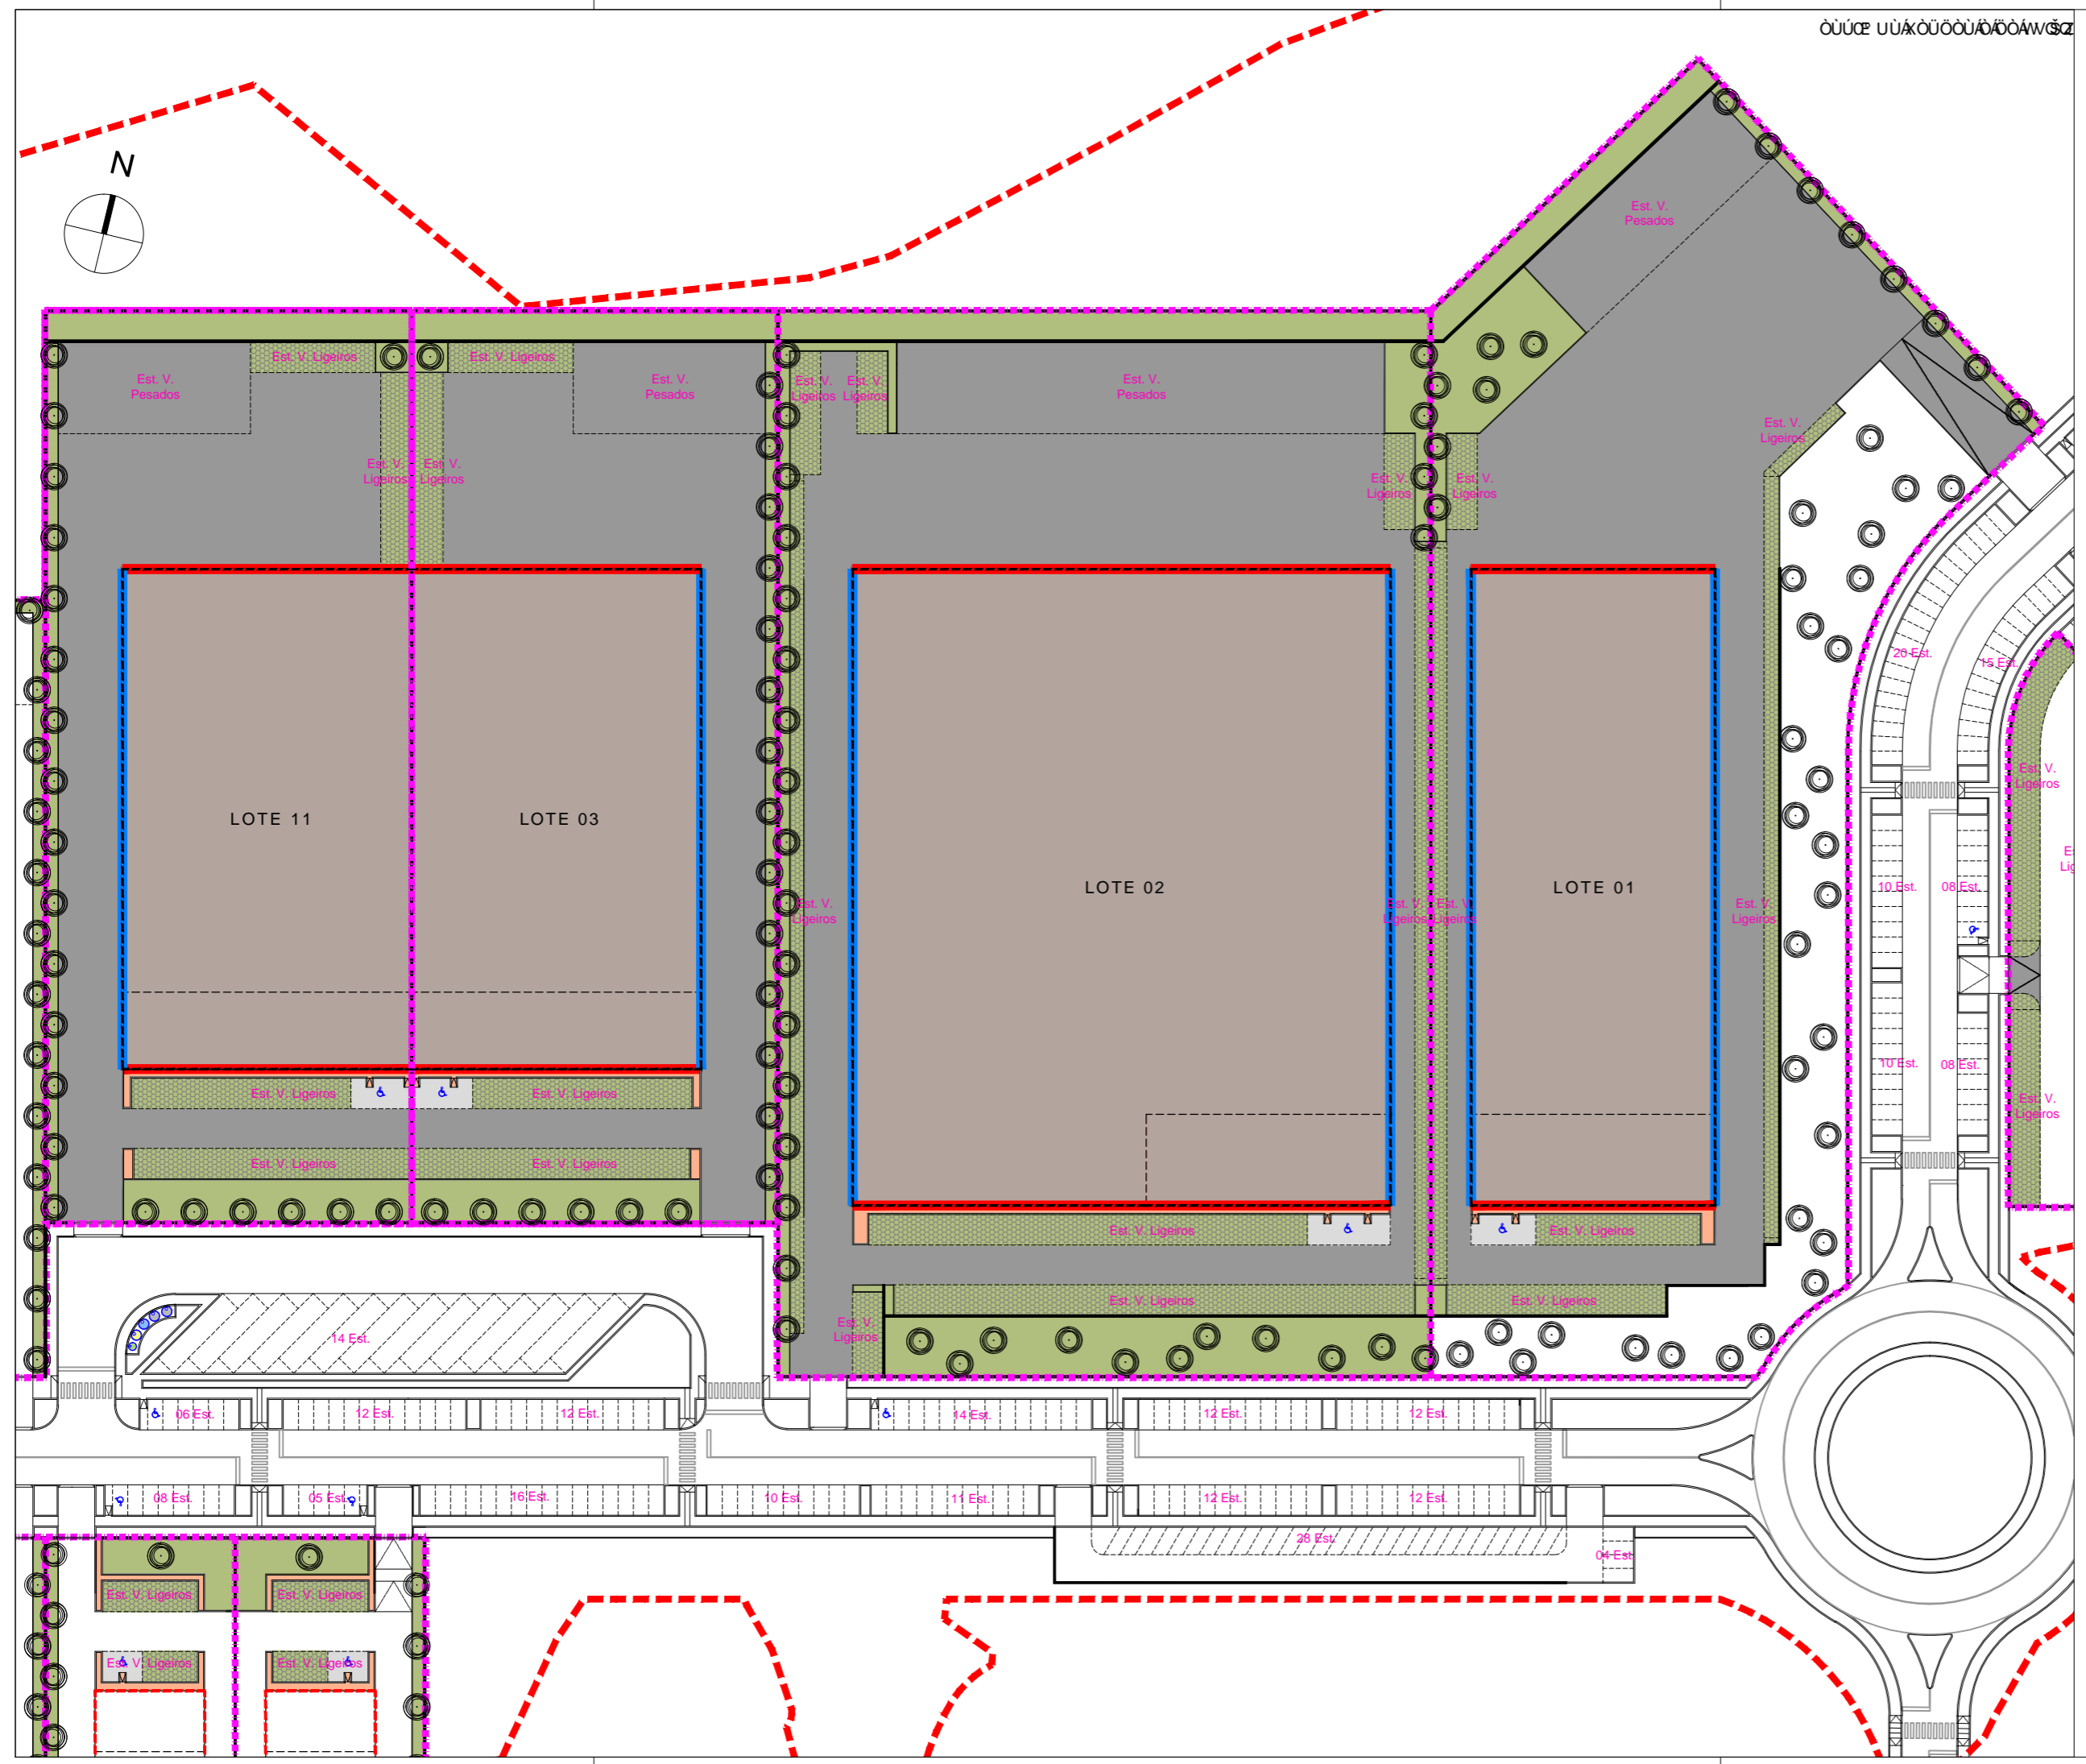 N
Est. V.
Pesados
Est. V. Ligeiros
Est. V. Ligeiros
Est. V.
Pesados
Est. V.
Pesados
Est. V.
Ligeiros
Est. V.
Ligeiros
Est. V.
Pesados
Est. V.
Ligeiros
Est. V.
Ligeiros
Est. V.
Ligeiros
Est. V.
Ligeiros
Est. V.
Ligeiros
20 Est.
15 Est.
Est. V.
Ligeiros
LOTE 11
LOTE 03
LOTE 02
LOTE 01
10 Est.
08 Est.
Est. V.
Ligeiros
Est. V.
Ligeiros
Est. V.
Ligeiros
Est. V.
Ligeiros
10 Est.
08 Est.
Est. V. Ligeiros
Est. V. Ligeiros
Est. V.
Ligeiros
Est. V. Ligeiros
Est. V. Ligeiros
Est. V. Ligeiros
Est. V. Ligeiros
Est. V. Ligeiros
Est. V. Ligeiros
Est. V.
Ligeiros
14 Est.
06 Est.
12 Est.
12 Est.
14 Est.
12 Est.
12 Est.
08 Est.
05 Est.
16 Est.
10 Est.
11 Est.
12 Est.
12 Est.
28 Est.
04 Est.
Est. V. Ligeiros
Est. V. Ligeiros
Est. V. Ligeiros
Est. V. Ligeiros